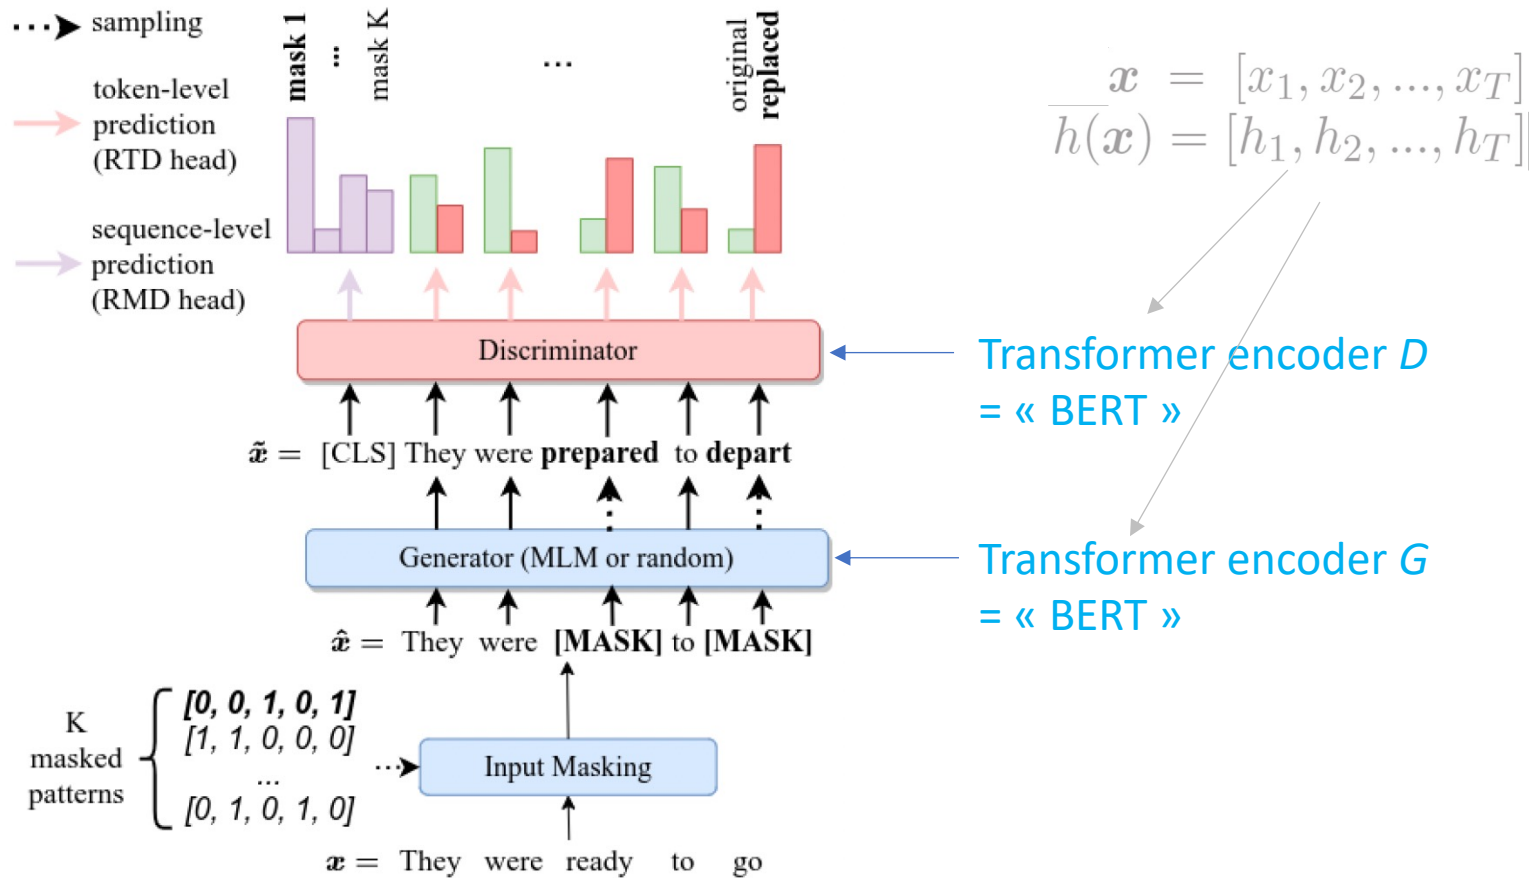 sampling
token-level
prediction
(RTD head)
sequence-level
prediction
(RMD head)
mask 1
...
mask K
...
original
replaced
x = [x1, x2, ..., xT]
h(x) = [h1, h2, ..., hT]
Discriminator
Transformer encoder D
= « BERT »
x̃ = [CLS] They were prepared to depart
Generator (MLM or random)
Transformer encoder G
= « BERT »
x̂ = They were [MASK] to [MASK]
K
masked
patterns
[0, 0, 1, 0, 1]
[1, 1, 0, 0, 0]
...
[0, 1, 0, 1, 0]
Input Masking
x = They were ready to go